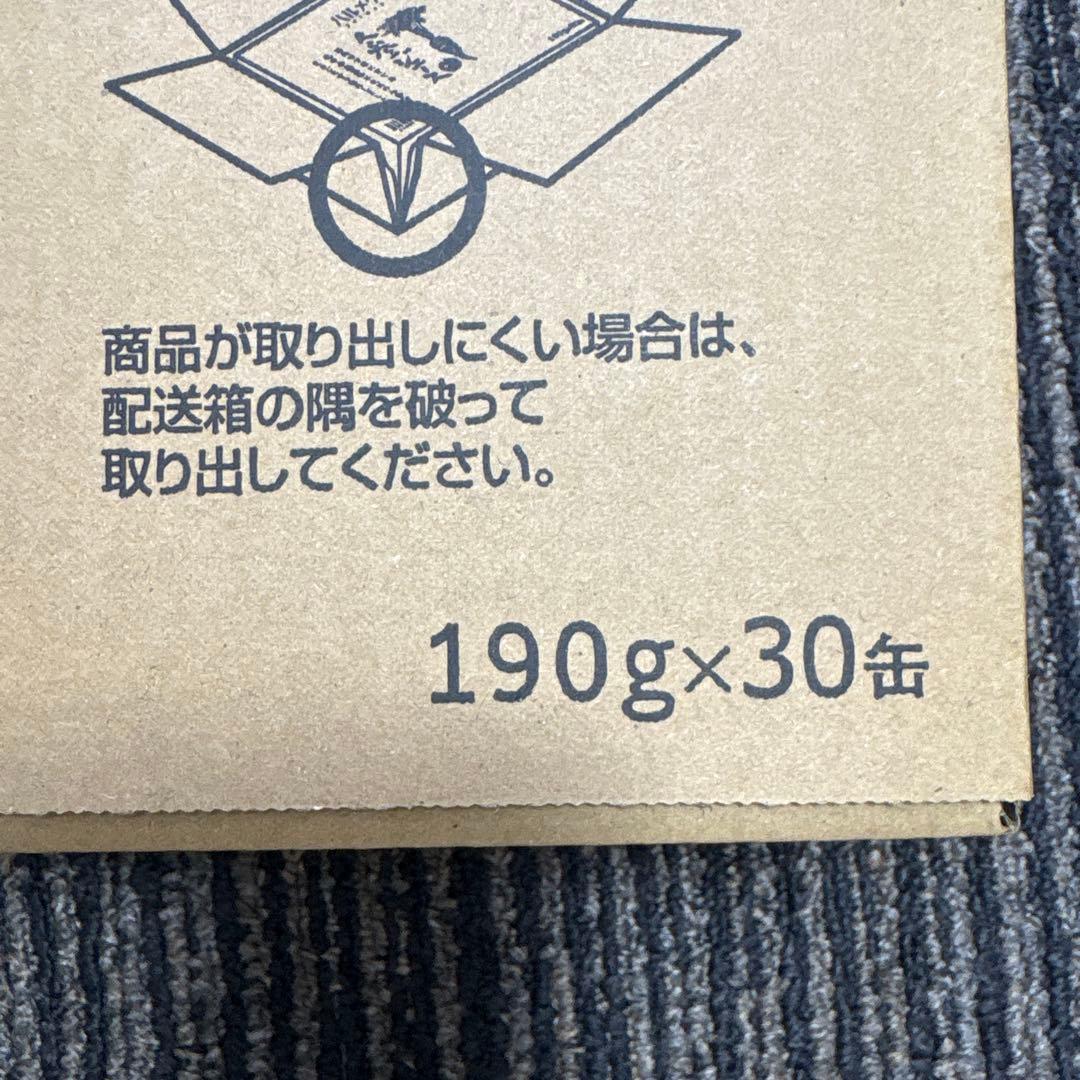 商品が取り出しにくい場合は、
配送箱の隅を破って
取り出してください。
190g×30缶